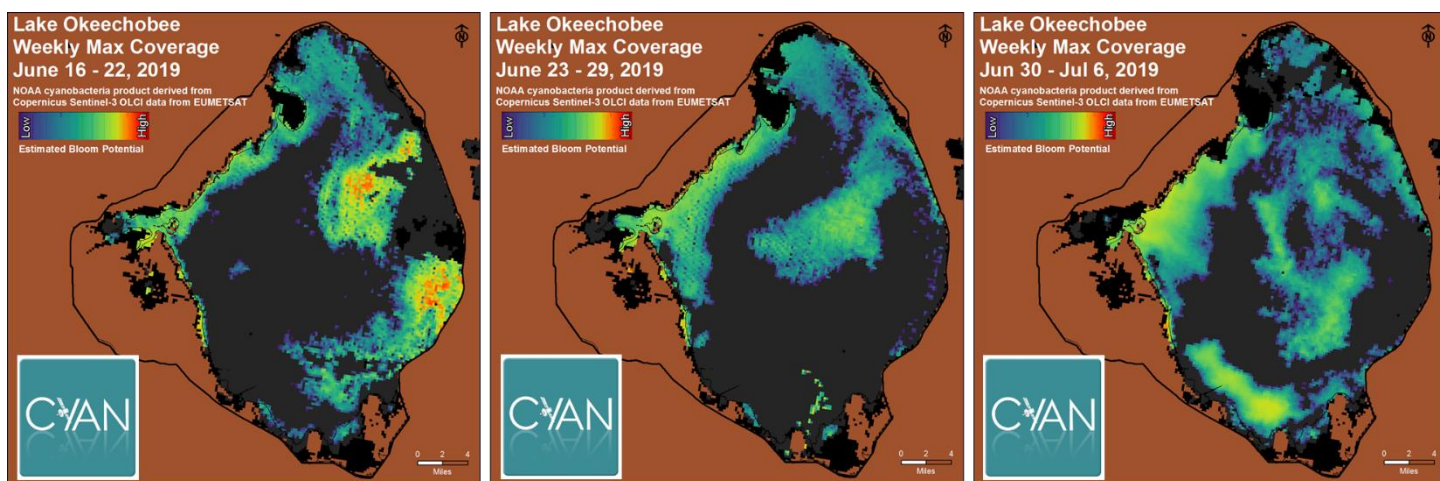 Lake Okeechobee
Weekly Max Coverage
June 16 - 22, 2019
NOAA cyanobacteria product derived from
Copernicus Sentinel-3 OLCI data from EUMETSAT
Low
High
Estimated Bloom Potential
N
CYAN
0 2 4
Miles
Lake Okeechobee
Weekly Max Coverage
June 23 - 29, 2019
NOAA cyanobacteria product derived from
Copernicus Sentinel-3 OLCI data from EUMETSAT
Low
High
Estimated Bloom Potential
N
CYAN
0 2 4
Miles
Lake Okeechobee
Weekly Max Coverage
Jun 30 - Jul 6, 2019
NOAA cyanobacteria product derived from
Copernicus Sentinel-3 OLCI data from EUMETSAT
Low
High
Estimated Bloom Potential
N
CYAN
0 2 4
Miles